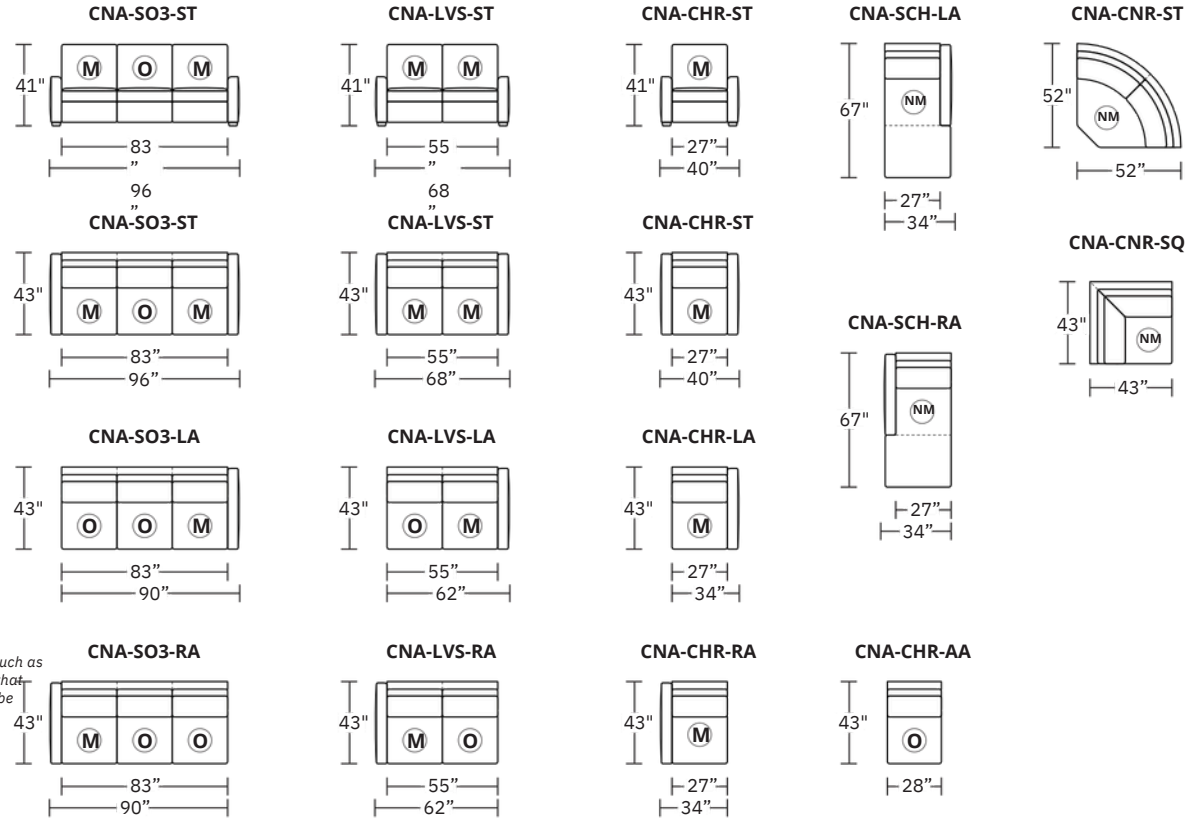 CNA-SO3-ST
41"
M O M
83
”
96
”
CNA-LVS-ST
41"
M M
55
”
68
”
CNA-CHR-ST
41"
M
27”
40”
CNA-SCH-LA
67"
NM
27”
34”
CNA-CNR-ST
52"
NM
52”
CNA-SO3-ST
43"
M O M
83”
96”
CNA-LVS-ST
43"
M M
55”
68”
CNA-CHR-ST
43"
M
27”
40”
CNA-SCH-RA
67"
NM
27”
34”
CNA-CNR-SQ
43"
NM
43”
CNA-SO3-LA
43"
O O M
83”
90”
CNA-LVS-LA
43"
O M
55”
62”
CNA-CHR-LA
43"
M
27”
34”
uch as
that
be
CNA-SO3-RA
43"
M O O
83”
90”
CNA-LVS-RA
43"
M O
55”
62”
CNA-CHR-RA
43"
M
27”
34”
CNA-CHR-AA
43"
O
28”